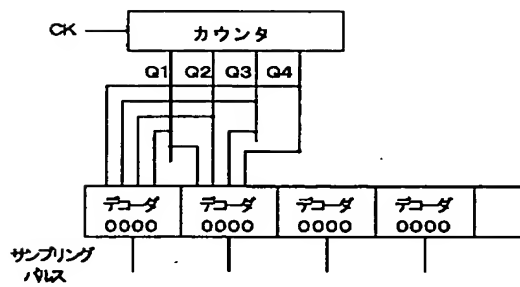 CK
カウンタ
Q1 Q2 Q3 Q4
デコーダ デコーダ デコーダ デコーダ
0000 0000 0000 0000
サンプリング
パルス